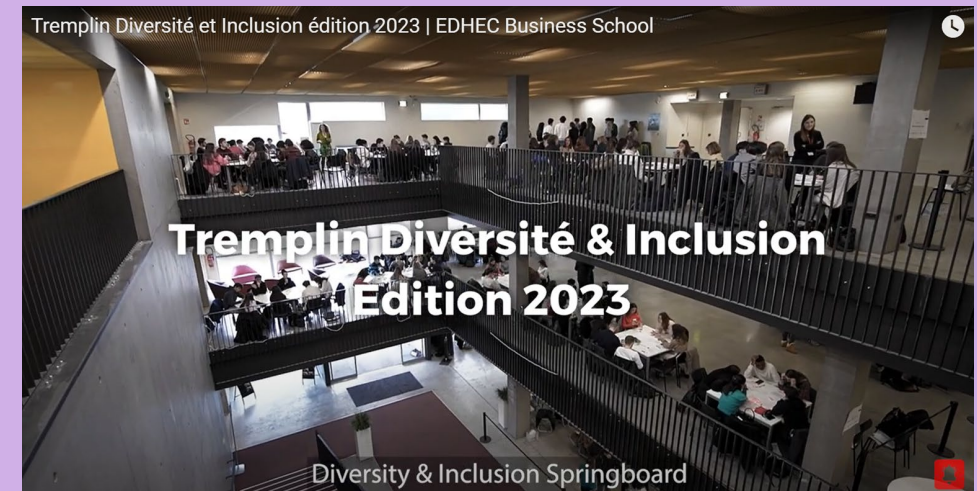 Tremplin Diversité et Inclusion édition 2023 | EDHEC Business School
Tremplin Diversité & Inclusion
Edition 2023
Diversity & Inclusion Springboard